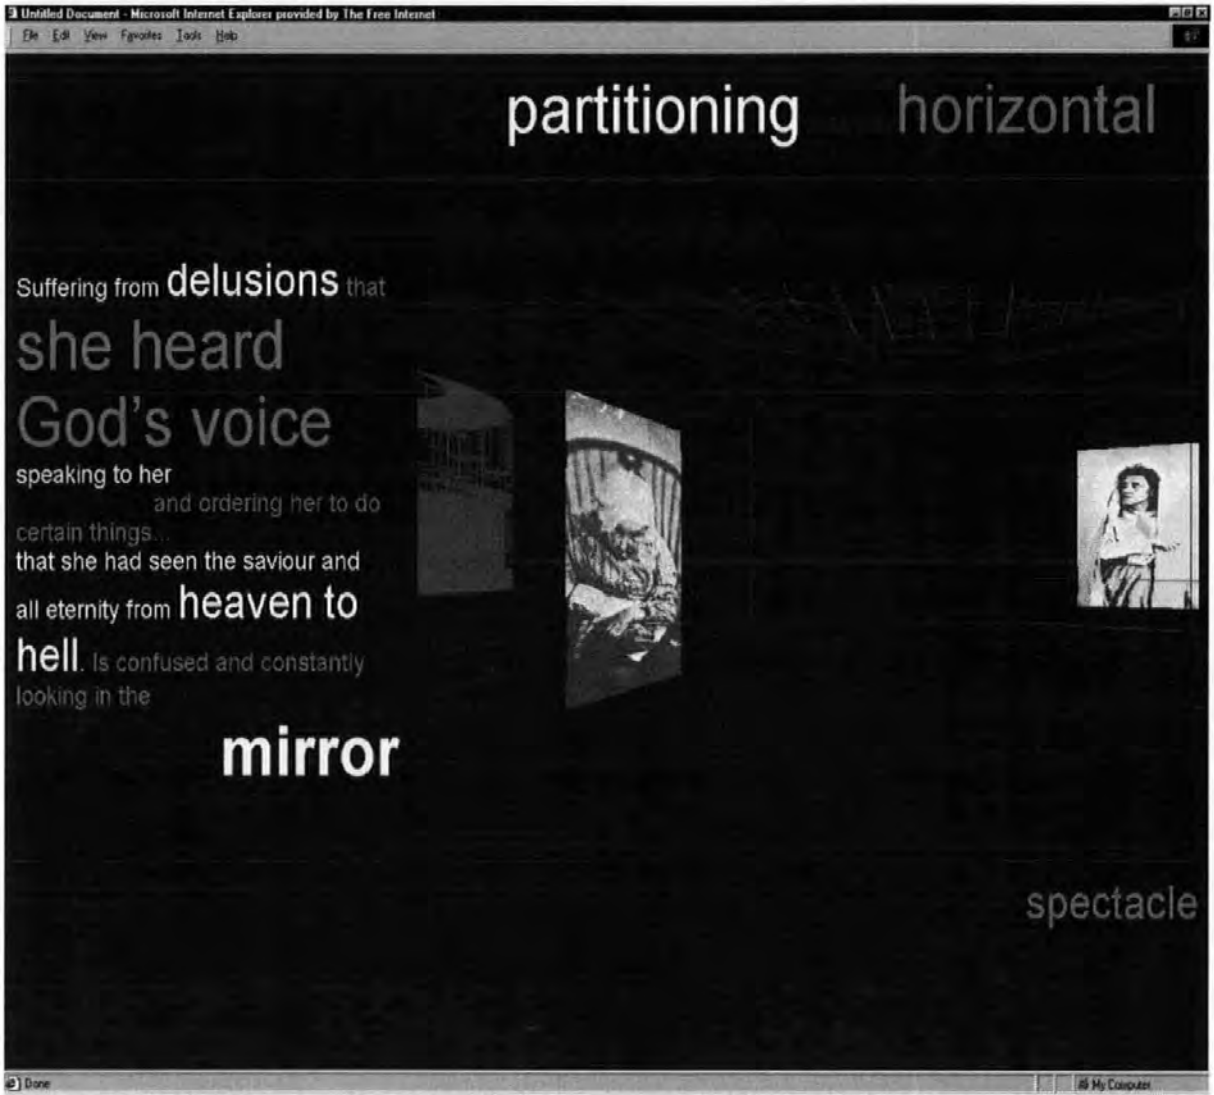 Untitled Document - Microsoft Internet Explorer provided by The Free Internet
File Edit View Favorites Tools Help
partitioning horizontal
Suffering from delusions that
she heard
God's voice
speaking to her
and ordering her to do
certain things...
that she had seen the saviour and
all eternity from heaven to
hell. Is confused and constantly
looking in the
mirror
spectacle
Done My Computer